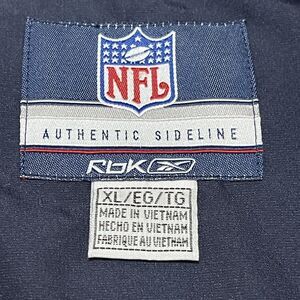 NFL
AUTHENTIC SIDELINE
RbK
XL/EG/TG
MADE IN VIETNAM
HECHO EN VIETNAM
FABRIQUE AU VIETNAM